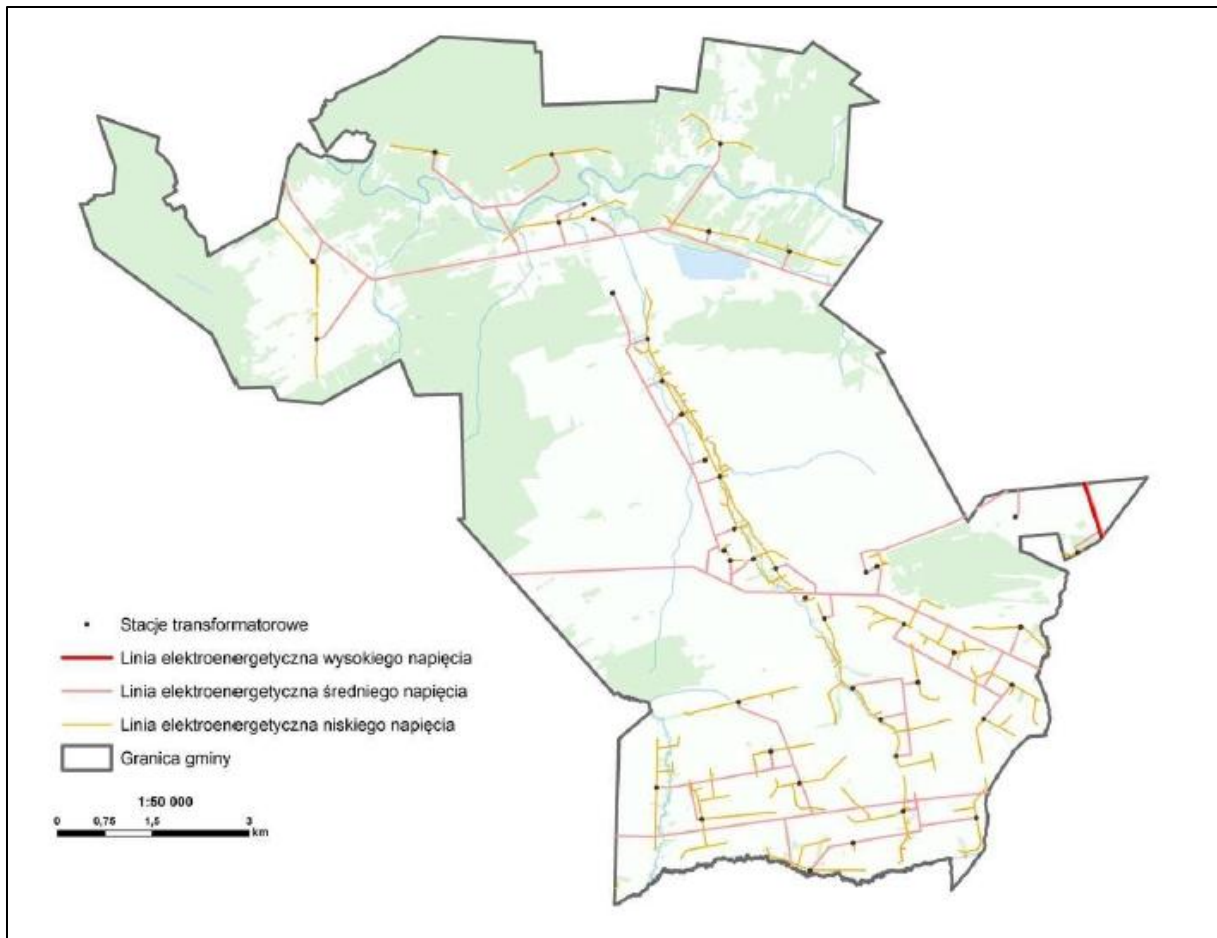 Stacje transformatorowe
Linia elektroenergetyczna wysokiego napięcia
Linia elektroenergetyczna średniego napięcia
Linia elektroenergetyczna niskiego napięcia
Granica gminy
1:50 000
0 0,75 1,5 3
km